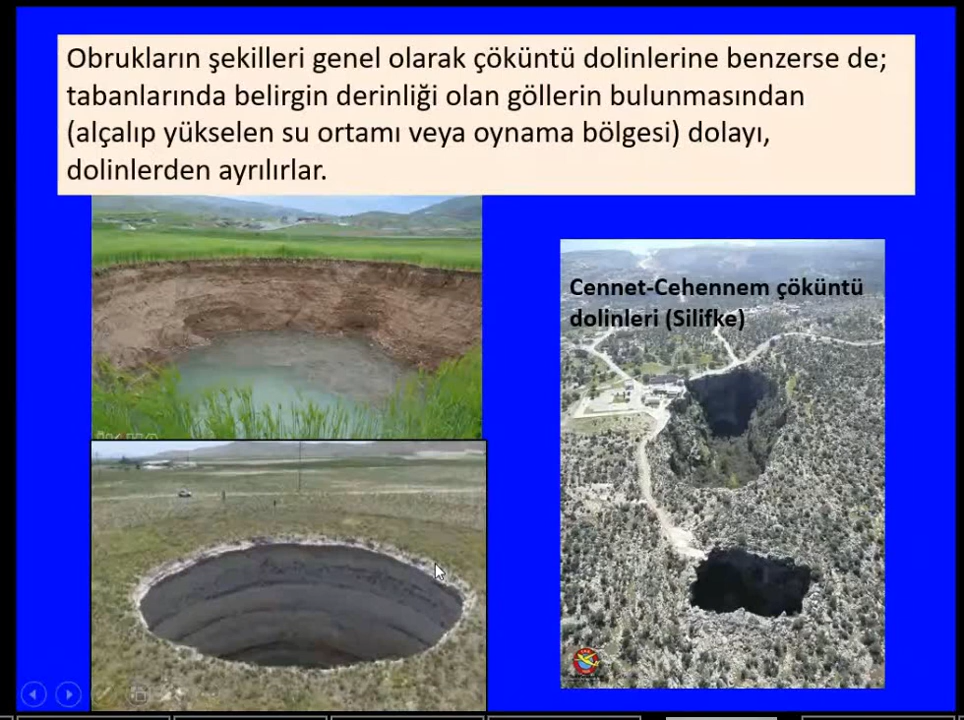 Obrukların şekilleri genel olarak çöküntü dolinlerine benzerse de;
tabanlarında belirgin derinliği olan göllerin bulunmasından
(alçalıp yükselen su ortamı veya oynama bölgesi) dolayı,
dolinlerden ayrılırlar.
Cennet-Cehennem çöküntü
dolinleri (Silifke)